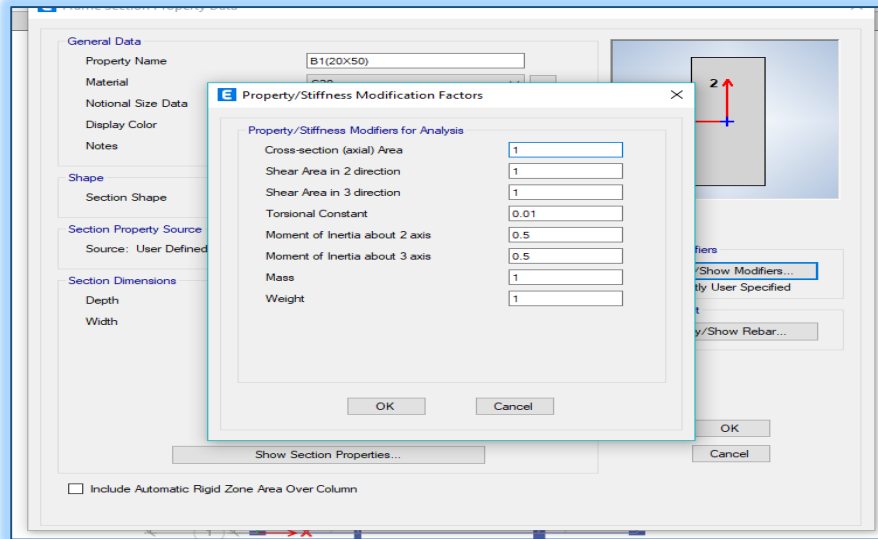 Frame Section Property Data
General Data
Property Name B1(20X50)
Material
Notional Size Data
Display Color
Notes
Shape
Section Shape
Section Property Source
Source: User Defined
Section Dimensions
Depth
Width
Show Section Properties...
Include Automatic Rigid Zone Area Over Column
E Property/Stiffness Modification Factors
Property/Stiffness Modifiers for Analysis
Cross-section (axial) Area 1
Shear Area in 2 direction 1
Shear Area in 3 direction 1
Torsional Constant 0.01
Moment of Inertia about 2 axis 0.5
Moment of Inertia about 3 axis 0.5
Mass 1
Weight 1
OK Cancel
2
fiers
/Show Modifiers...
tly User Specified
t
y/Show Rebar...
OK
Cancel
1 X